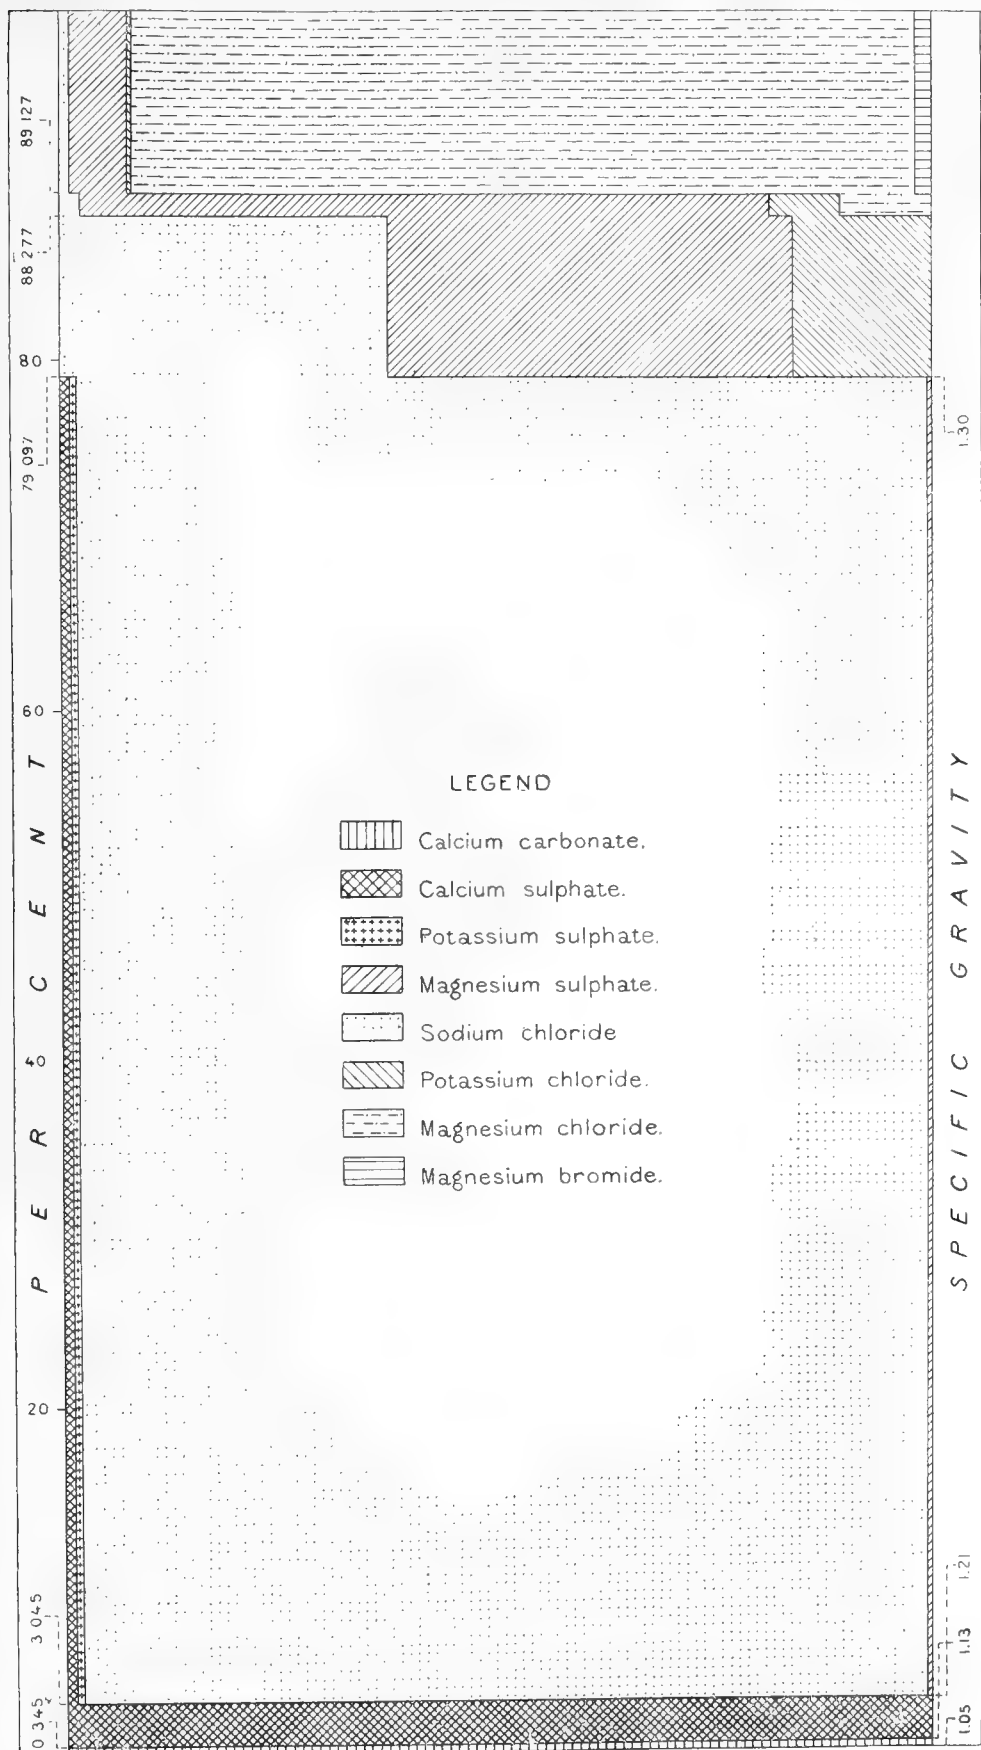 89 127
88 277
80
79 097
60
PER CENT
40
20
3 045
0 345
LEGEND
Calcium carbonate.
Calcium sulphate.
Potassium sulphate.
Magnesium sulphate.
Sodium chloride
Potassium chloride.
Magnesium chloride.
Magnesium bromide.
1.30
SPECIFIC GRAVITY
1.21
1.13
1.05